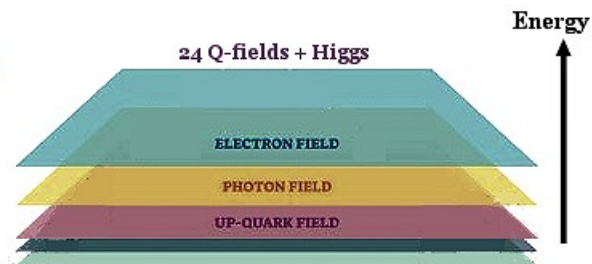 Energy
24 Q-fields + Higgs
ELECTRON FIELD
PHOTON FIELD
UP-QUARK FIELD